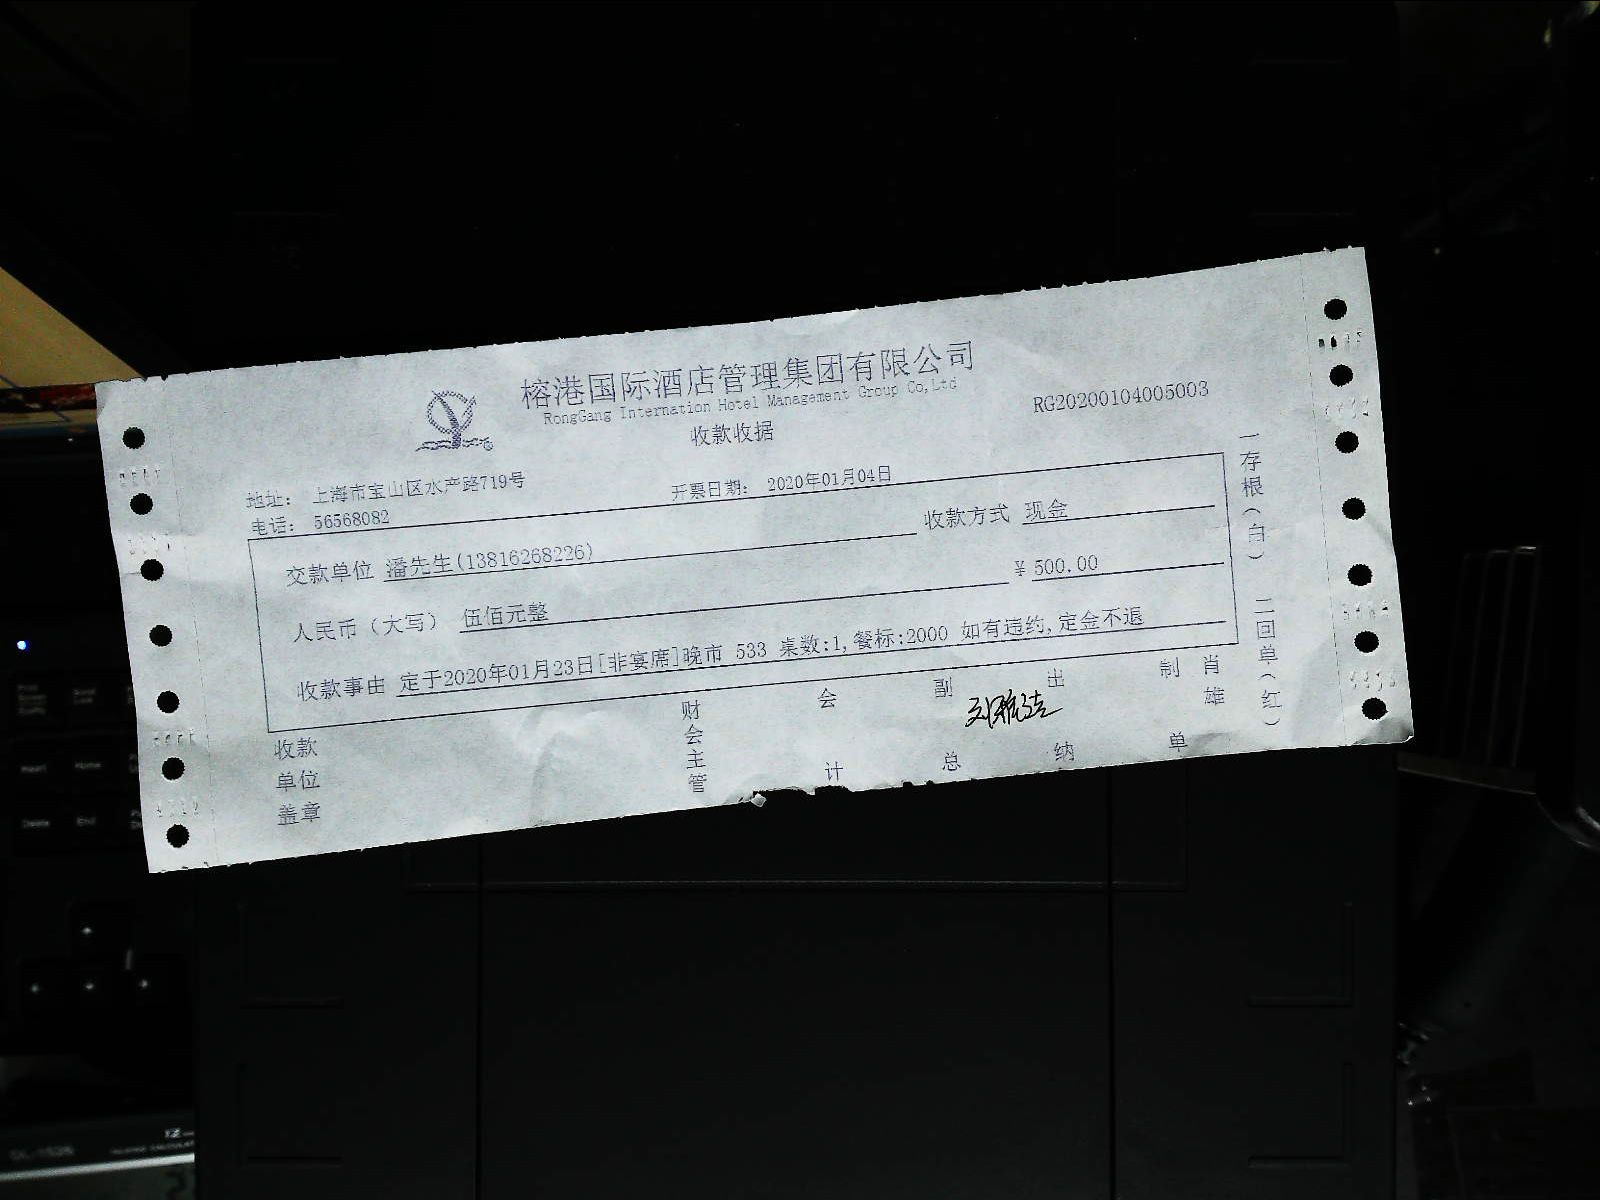 榕港国际酒店管理集团有限公司
RongGang Internation Hotel Management Group Co,Ltd
RG20200104005003
收款收据
地址： 上海市宝山区水产路719号
开票日期： 2020年01月04日
电话： 56568082
交款单位 潘先生(13816268226) 收款方式 现金
人民币（大写） 伍佰元整 ¥ 500.00
收款事由 定于2020年01月23日[非宴席]晚市 533 桌数:1,餐标:2000 如有违约,定金不退
收款单位盖章
财会主管
会计
副总
出纳
制单
肖雄
一存根(白) 二回单(红)
Insert
Home
Delete
End